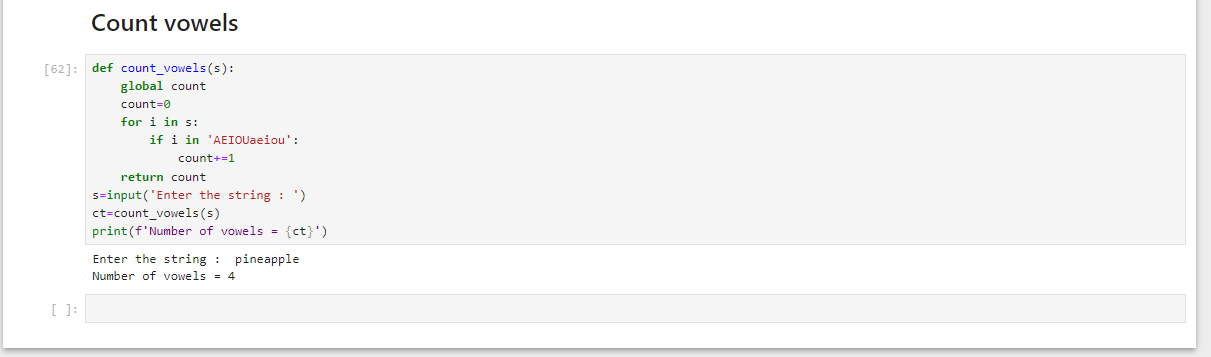 Count vowels
[62]:
def count_vowels(s):
    global count
    count=0
    for i in s:
        if i in 'AEIOUaeiou':
            count+=1
    return count
s=input('Enter the string : ')
ct=count_vowels(s)
print(f'Number of vowels = {ct}')
Enter the string :  pineapple
Number of vowels = 4
[ ]: